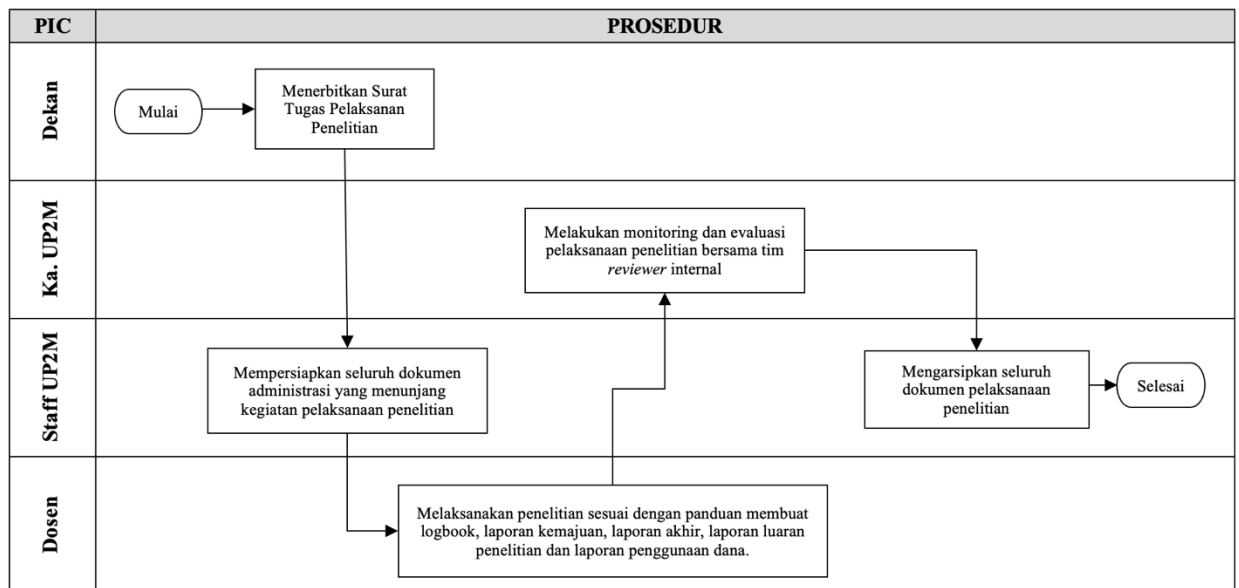 PIC
PROSEDUR
Dekan
Mulai
Menerbitkan Surat
Tugas Pelaksanan
Penelitian
Ka. UP2M
Melakukan monitoring dan evaluasi
pelaksanaan penelitian bersama tim
reviewer internal
Staff UP2M
Mempersiapkan seluruh dokumen
administrasi yang menunjang
kegiatan pelaksanaan penelitian
Mengarsipkan seluruh
dokumen pelaksanaan
penelitian
Selesai
Dosen
Melaksanakan penelitian sesuai dengan panduan membuat
logbook, laporan kemajuan, laporan akhir, laporan luaran
penelitian dan laporan penggunaan dana.